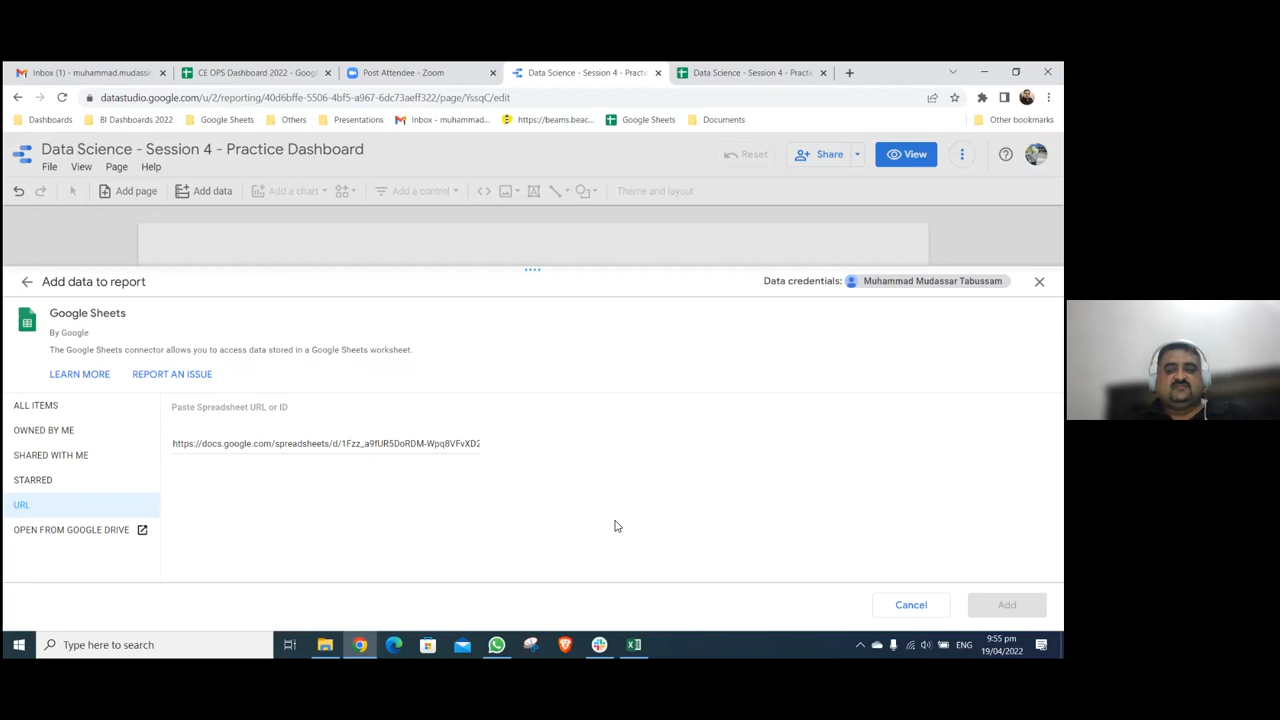 Inbox (1) - muhammad.mudassir
CE OPS Dashboard 2022 - Googl
Post Attendee - Zoom
Data Science - Session 4 - Practi
Data Science - Session 4 - Practic
datastudio.google.com/u/2/reporting/40d6bffe-5506-4bf5-a967-6dc73aeff322/page/YssqC/edit
Dashboards
BI Dashboards 2022
Google Sheets
Others
Presentations
Inbox - muhammad...
https://beams.beac...
Google Sheets
Documents
Other bookmarks
Data Science - Session 4 - Practice Dashboard
File View Page Help
Reset
Share
View
Add page
Add data
Add a chart
Add a control
Theme and layout
Add data to report
Data credentials: Muhammad Mudassar Tabussam
Google Sheets
By Google
The Google Sheets connector allows you to access data stored in a Google Sheets worksheet.
LEARN MORE REPORT AN ISSUE
ALL ITEMS
OWNED BY ME
SHARED WITH ME
STARRED
URL
OPEN FROM GOOGLE DRIVE
Paste Spreadsheet URL or ID
https://docs.google.com/spreadsheets/d/1Fzz_a9fUR5DoRDM-Wpq8VFvXD2
Cancel
Add
Type here to search
ENG
9:55 pm
19/04/2022